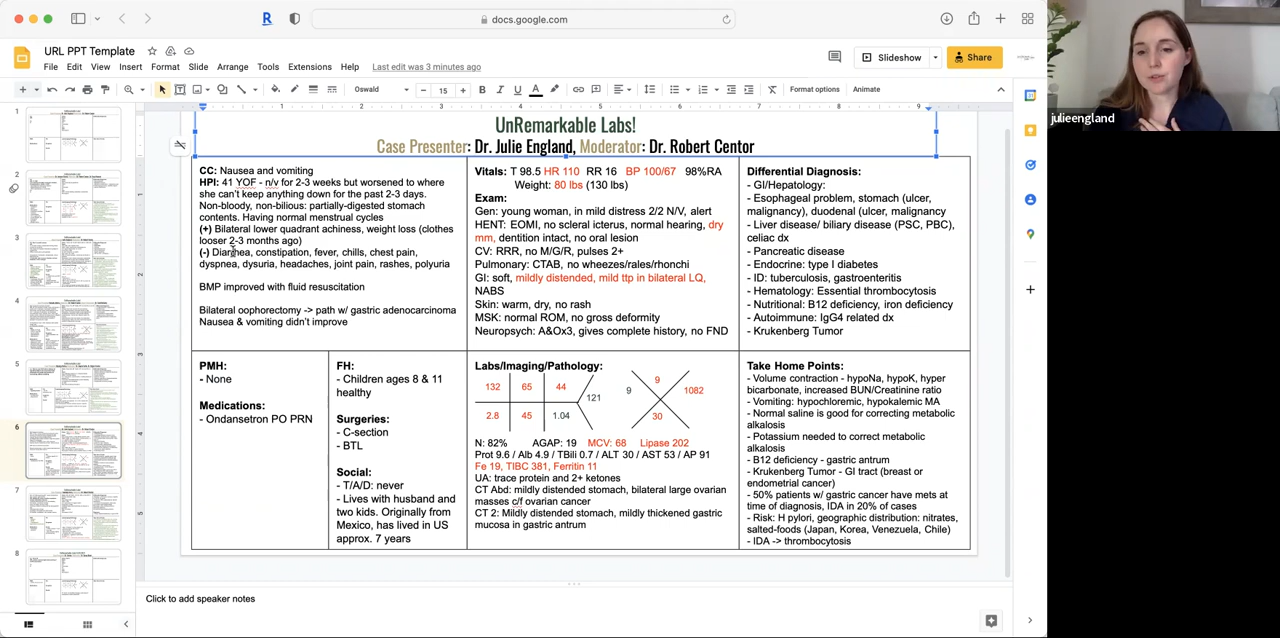 docs.google.com
URL PPT Template
File Edit View Insert Format Slide Arrange Extensions Help Last edit was 3 minutes ago
Slideshow
Share
Oswald
15
Format options
Animate
julieengland
UnRemarkable Labs!
Case Presenter: Dr. Julie England, Moderator: Dr. Robert Centor
CC: Nausea and vomiting
HPI: 41 YOF - n/v for 2-3 weeks but worsened to where
she can't keep anything down for the past 2-3 days.
Non-bloody, non-bilious: partially-digested stomach
contents. Having normal menstrual cycles
(+) Bilateral lower quadrant achiness, weight loss (clothes
months ago)
(-) Diarrhea, constipation, fever, chills, chest pain,
dyspnea, dysuria, headaches, joint pain, rashes, polyuria
BMP improved with fluid resuscitation
Bilateral oophorectomy -> path w/ gastric adenocarcinoma
Nausea & vomiting didn't improve
Vitals: T 98.5 HR 110 RR 16 BP 100/67 98%RA
Weight: 80 lbs (130 lbs)
Exam:
Gen: young woman, in mild distress 2/2 N/V, alert
HENT: EOMI, no scleral icterus, normal hearing, dry
mm, dentition intact, no oral lesion
CV: RRR, no M/G/R, pulses 2+
Pulmonary: CTAB, no wheezes/rales/rhonchi
GI: soft, mildly distended, mild ttp in bilateral LQ,
NABS
Skin: warm, dry, no rash
MSK: normal ROM, no gross deformity
Neuropsych: A&Ox3, gives complete history, no FND
Differential Diagnosis:
- GI/Hepatology:
- Esophageal problem, stomach (ulcer,
malignancy), duodenal (ulcer, malignancy
- Liver disease/ biliary disease (PSC, PBC),
celiac dx
- Pancreatic disease
- Endocrine: type I diabetes
- ID: tuberculosis, gastroenteritis
- Hematology: Essential thrombocytosis
- Nutritional: B12 deficiency, iron deficiency
- Autoimmune: IgG4 related dx
- Krukenberg Tumor
PMH:
- None
Medications:
- Ondansetron PO PRN
FH:
- Children ages 8 & 11
healthy
Surgeries:
- C-section
- BTL
Social:
- T/A/D: never
- Lives with husband and
two kids. Originally from
Mexico, has lived in US
approx. 7 years
Labs/Imaging/Pathology:
132 65 44 121
2.8 45 1.04
9 9 1082 30
N: 82% AGAP: 19 MCV: 68 Lipase 202
Prot 9.9 / Alb 4.9 / TBili 0.7 / ALT 30 / AST 53 / AP 91
Fe 19, TIBC 381, Ferritin 11
UA: trace protein and 2+ ketones
CT Abd: mildly distended stomach, bilateral large ovarian
masses c/f ovarian cancer
CT 2: Mildly distended stomach, mildly thickened gastric
mucosa in gastric antrum
Take Home Points:
- Volume contraction - hypoNa, hypoK, hyper
bicarbonate, increased BUN/Creatinine ratio
- Vomiting: hypochloremic, hypokalemic MA
- Normal saline is good for correcting metabolic
alkalosis
- Potassium needed to correct metabolic
alkalosis
- B12 deficiency - gastric antrum
- Krukenberg Tumor - GI tract (breast or
endometrial cancer)
patients w/ gastric cancer have mets at
time of diagnosis, IDA in 20% of cases
- Risk: H pylori, geographic distribution: nitrates,
salted-foods (Japan, Korea, Venezuela, Chile)
- IDA -> thrombocytosis
Click to add speaker notes